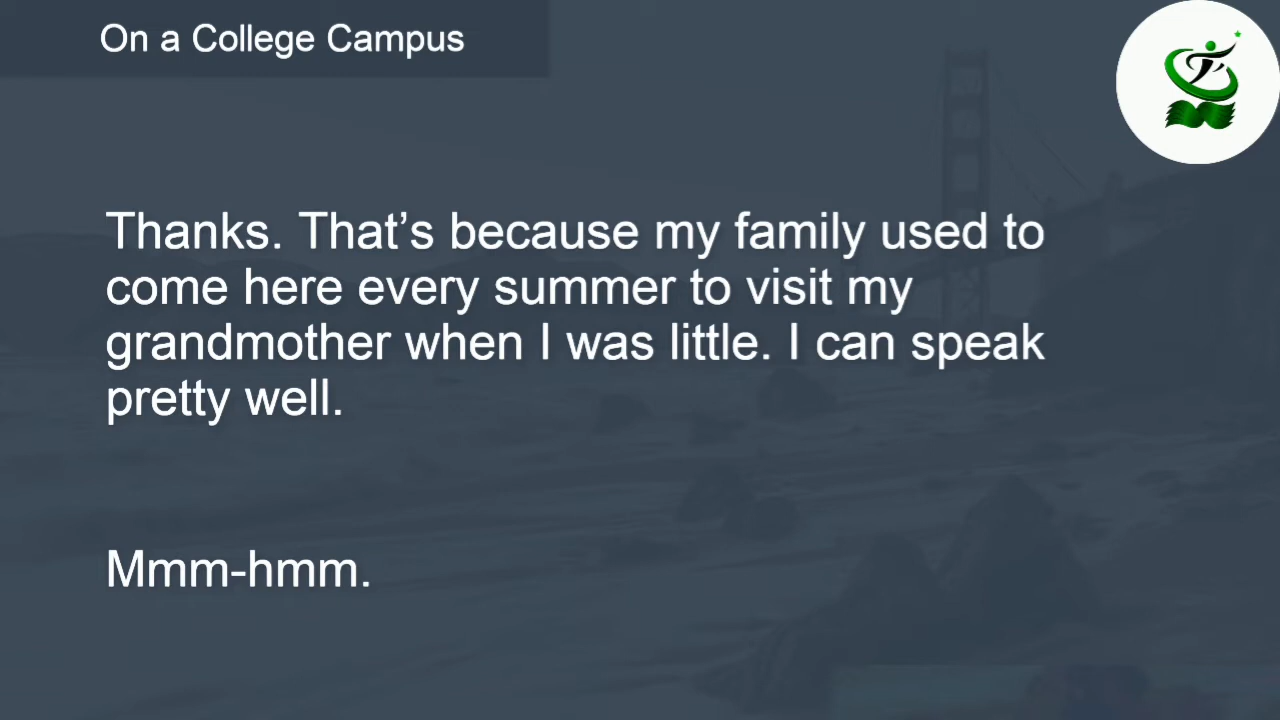 On a College Campus
Thanks. That’s because my family used to
come here every summer to visit my
grandmother when I was little. I can speak
pretty well.
Mmm-hmm.